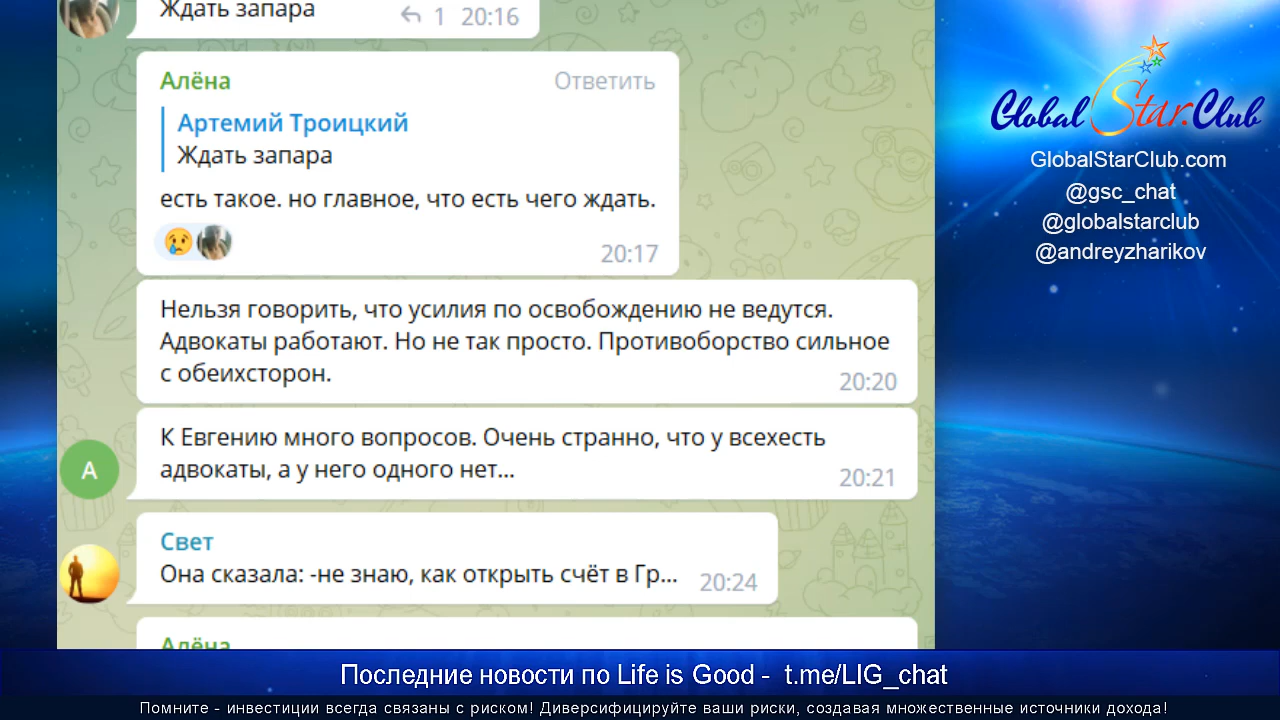 Ждать запара
1 20:16
Алёна Ответить
Артемий Троицкий
Ждать запара
есть такое. но главное, что есть чего ждать.
20:17
Нельзя говорить, что усилия по освобождению не ведутся.
Адвокаты работают. Но не так просто. Противоборство сильное
с обеихсторон.
20:20
К Евгению много вопросов. Очень странно, что у всехесть
адвокаты, а у него одного нет...
20:21
А
Свет
Она сказала: -не знаю, как открыть счёт в Гр...
20:24
Алёна
Global Star.Club
GlobalStarClub.com
@gsc_chat
@globalstarclub
@andreyzharikov
Последние новости по Life is Good - t.me/LIG_chat
Помните - инвестиции всегда связаны с риском! Диверсифицируйте ваши риски, создавая множественные источники дохода!